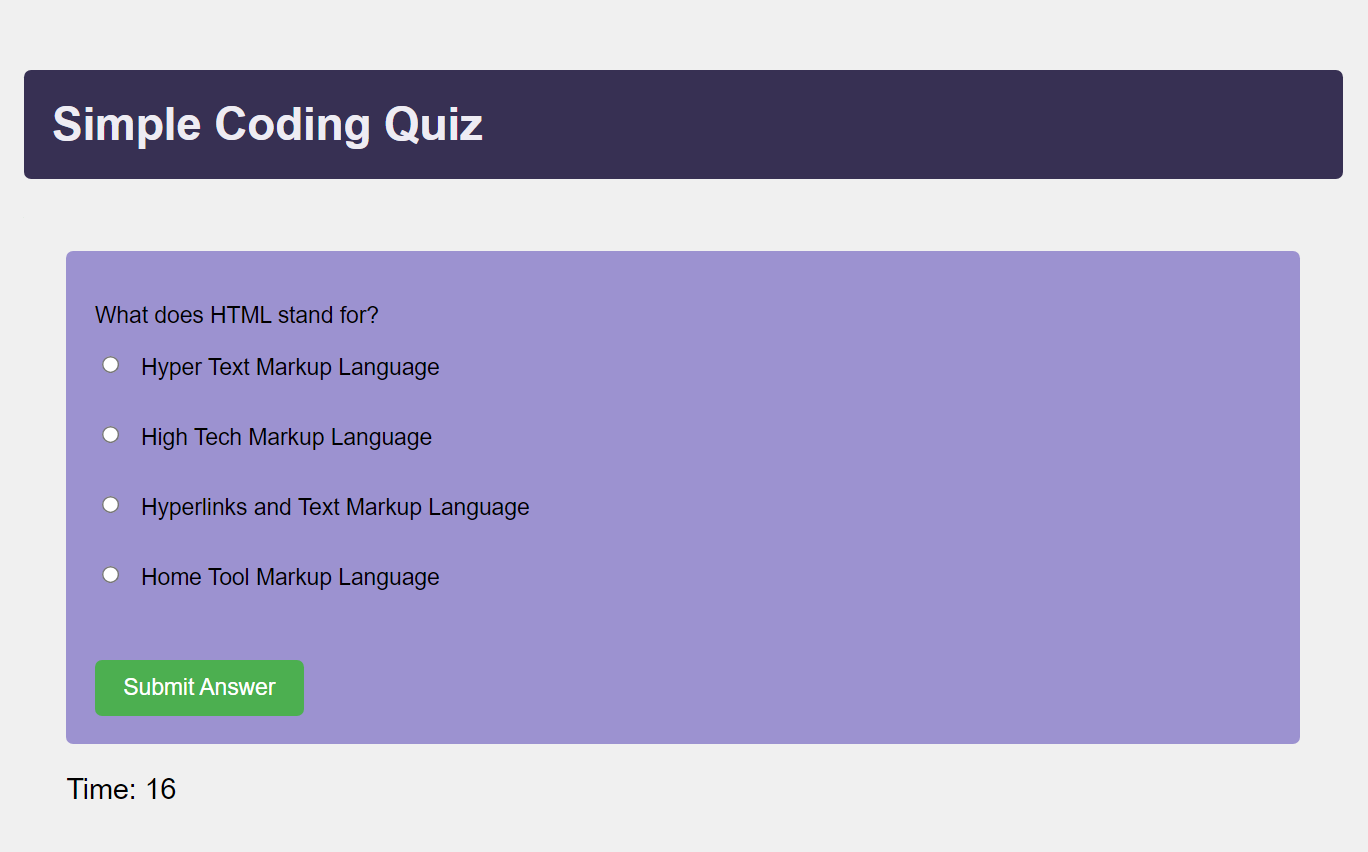 Simple Coding Quiz
What does HTML stand for?
Hyper Text Markup Language
High Tech Markup Language
Hyperlinks and Text Markup Language
Home Tool Markup Language
Submit Answer
Time: 16